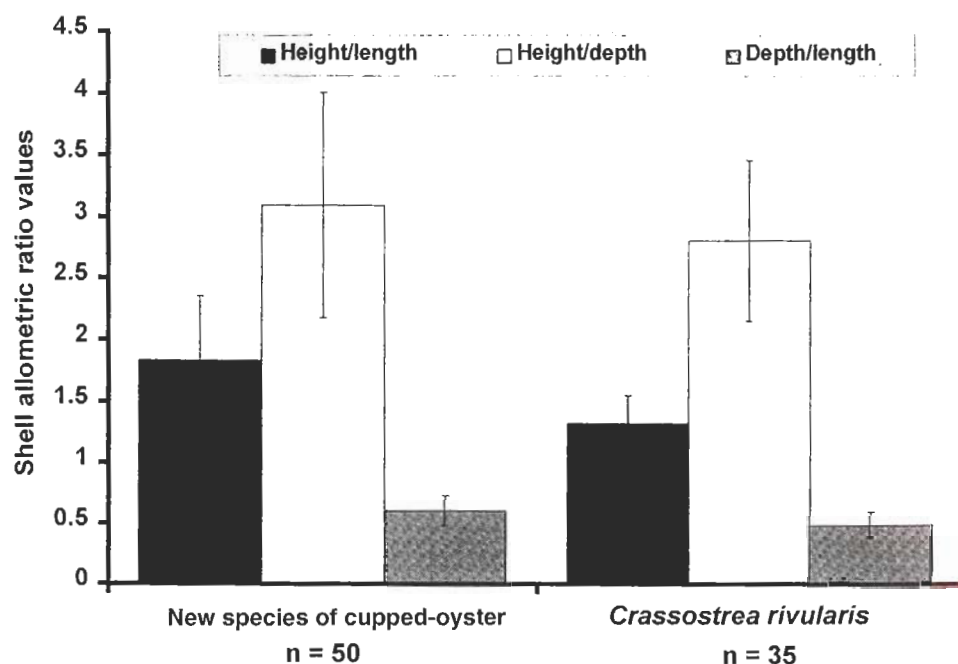 Height/length Height/depth Depth/length
4.5
4
3.5
3
2.5
2
1.5
1
0.5
0
Shell allometric ratio values
New species of cupped-oyster Crassostrea rivularis
n = 50 n = 35